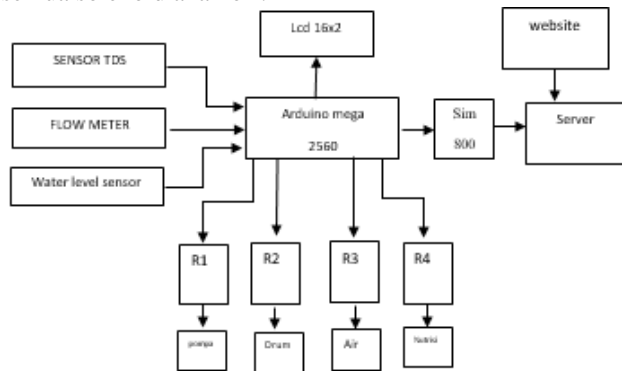 Lcd 16x2
website
SENSOR TDS
FLOW METER
Arduino mega
2560
Sim
800
Server
Water level sensor
R1
R2
R3
R4
pompa
Drum
Air
Nutrisi